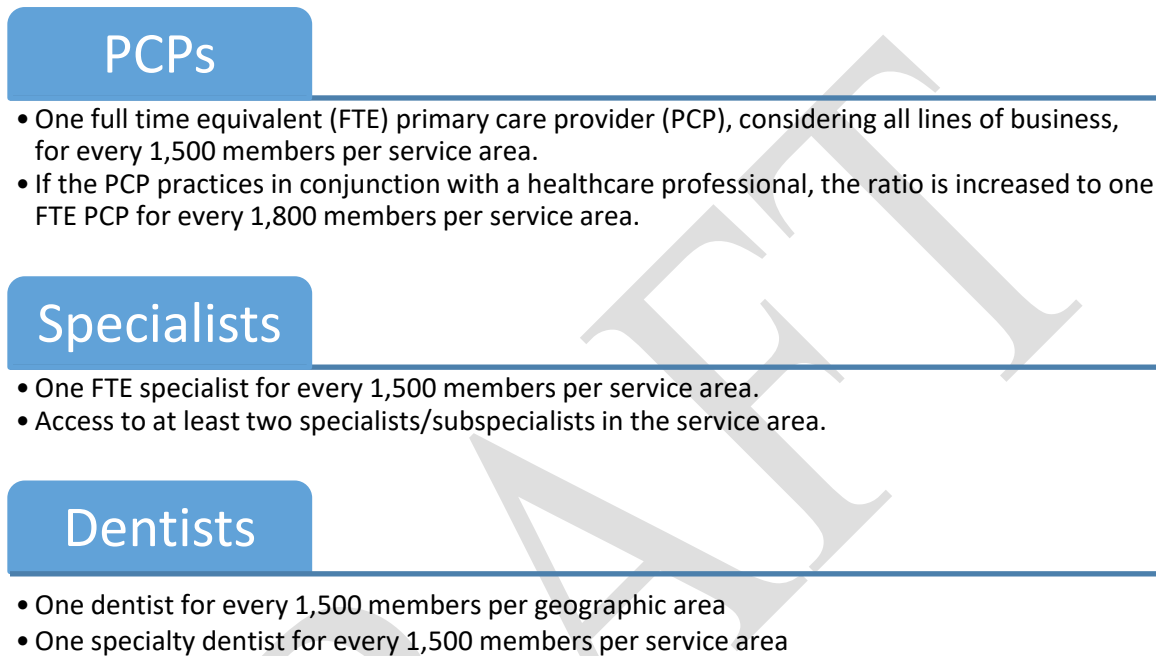 PCPs
• One full time equivalent (FTE) primary care provider (PCP), considering all lines of business,
for every 1,500 members per service area.
• If the PCP practices in conjunction with a healthcare professional, the ratio is increased to one
FTE PCP for every 1,800 members per service area.
Specialists
• One FTE specialist for every 1,500 members per service area.
• Access to at least two specialists/subspecialists in the service area.
Dentists
• One dentist for every 1,500 members per geographic area
• One specialty dentist for every 1,500 members per service area
AFT